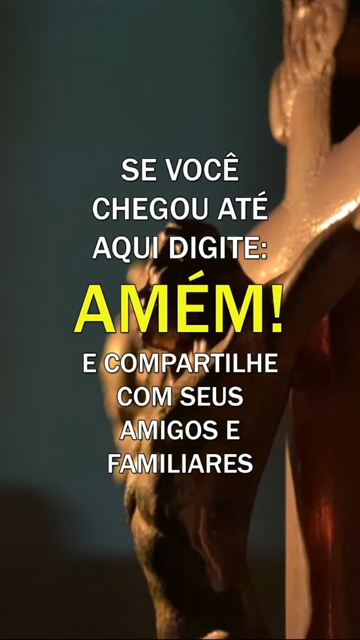 SE VOCÊ
CHEGOU ATÉ
AQUI DIGITE:
AMÉM!
E COMPARTILHE
COM SEUS
AMIGOS E
FAMILIARES